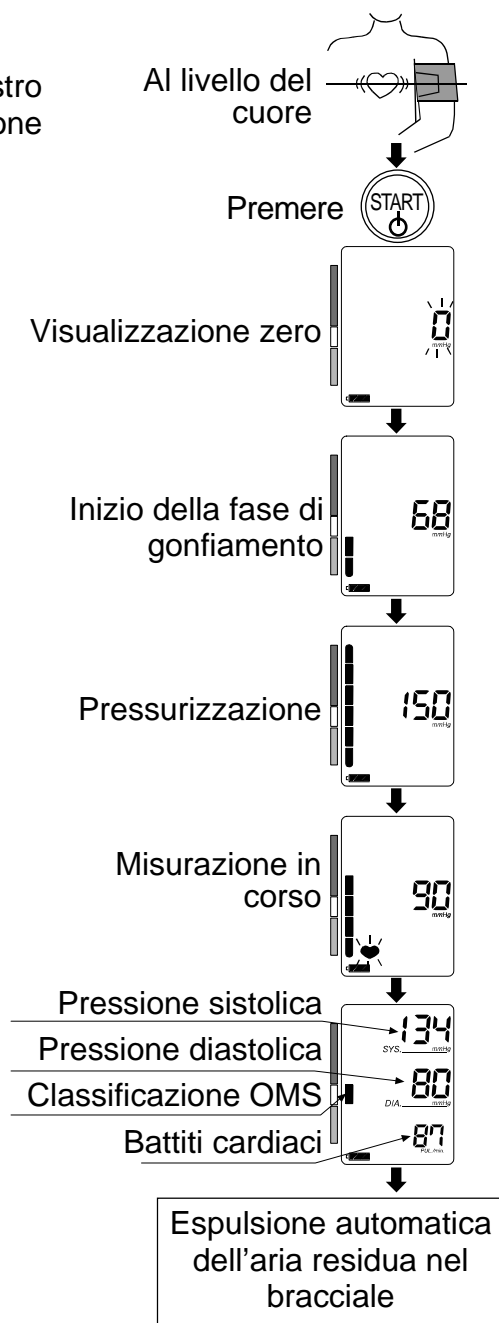 stro
one
Al livello del
cuore
Premere
START
Visualizzazione zero
0
mmHg
Inizio della fase di
gonfiamento
68
mmHg
Pressurizzazione
150
mmHg
Misurazione in
corso
90
mmHg
Pressione sistolica
134
SYS. mmHg
Pressione diastolica
80
DIA. mmHg
Classificazione OMS
Battiti cardiaci
87
PUL./min.
Espulsione automatica
dell'aria residua nel
bracciale